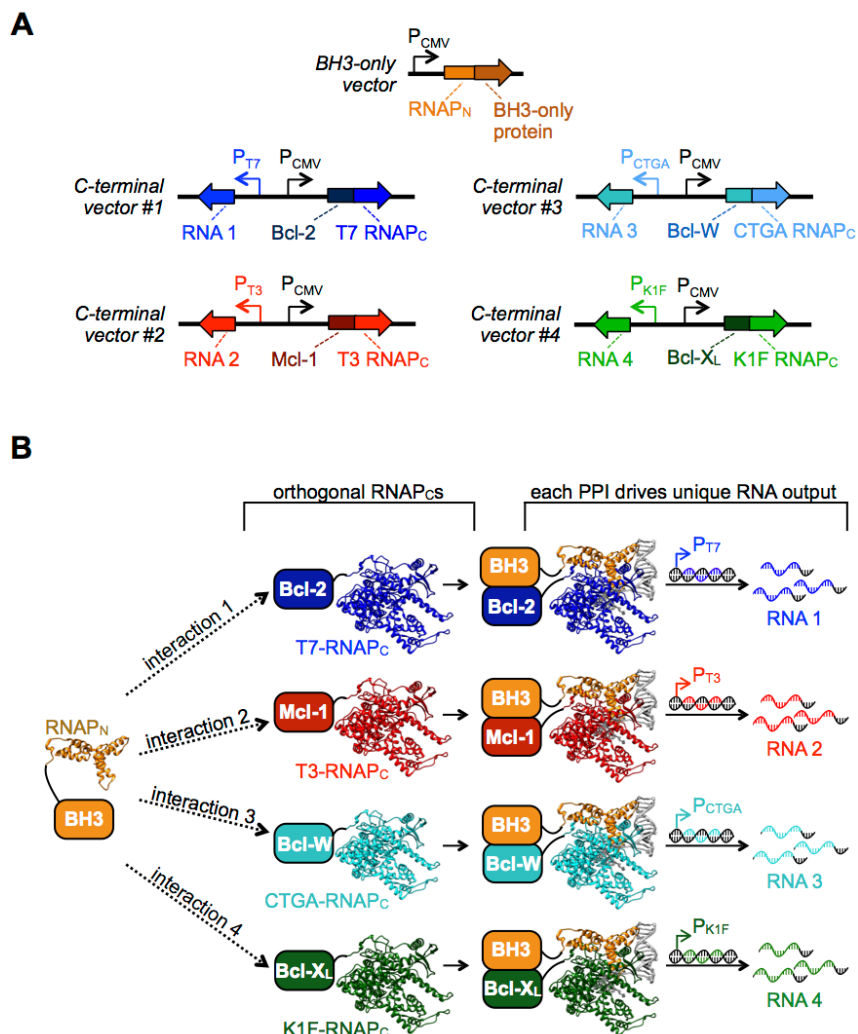 A
PCMV
BH3-only
vector
RNAPN
BH3-only
protein
PT7
PCMV
C-terminal
vector #1
RNA 1
Bcl-2
T7 RNAPC
PCTGA
PCMV
C-terminal
vector #3
RNA 3
Bcl-W
CTGA RNAPC
PT3
PCMV
C-terminal
vector #2
RNA 2
Mcl-1
T3 RNAPC
PK1F
PCMV
C-terminal
vector #4
RNA 4
Bcl-XL
K1F RNAPC
B
orthogonal RNAPCs
each PPI drives unique RNA output
RNAPN
BH3
interaction 1
Bcl-2
T7-RNAPC
BH3
Bcl-2
PT7
RNA 1
interaction 2
Mcl-1
T3-RNAPC
BH3
Mcl-1
PT3
RNA 2
interaction 3
Bcl-W
CTGA-RNAPC
BH3
Bcl-W
PCTGA
RNA 3
interaction 4
Bcl-XL
K1F-RNAPC
BH3
Bcl-XL
PK1F
RNA 4